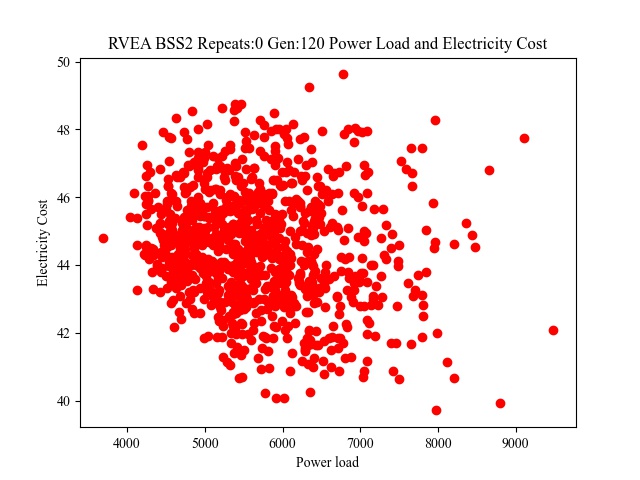 RVEA BSS2 Repeats:0 Gen:120 Power Load and Electricity Cost
50
48
46
44
42
40
Electricity Cost
4000 5000 6000 7000 8000 9000
Power load